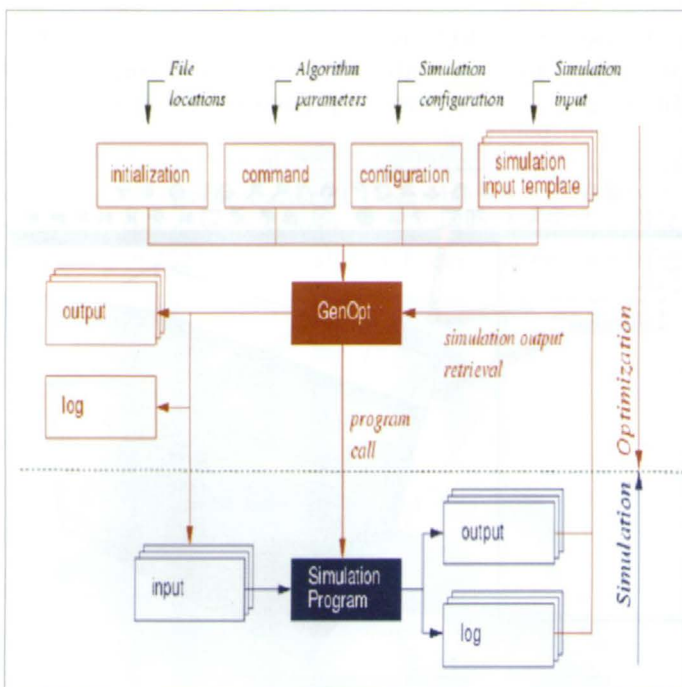 File
locations
Algorithm
parameters
Simulation
configuration
Simulation
input
initialization
command
configuration
simulation
input template
output
GenOpt
simulation output
retrieval
log
program
call
Optimization
Simulation
input
Simulation
Program
output
log